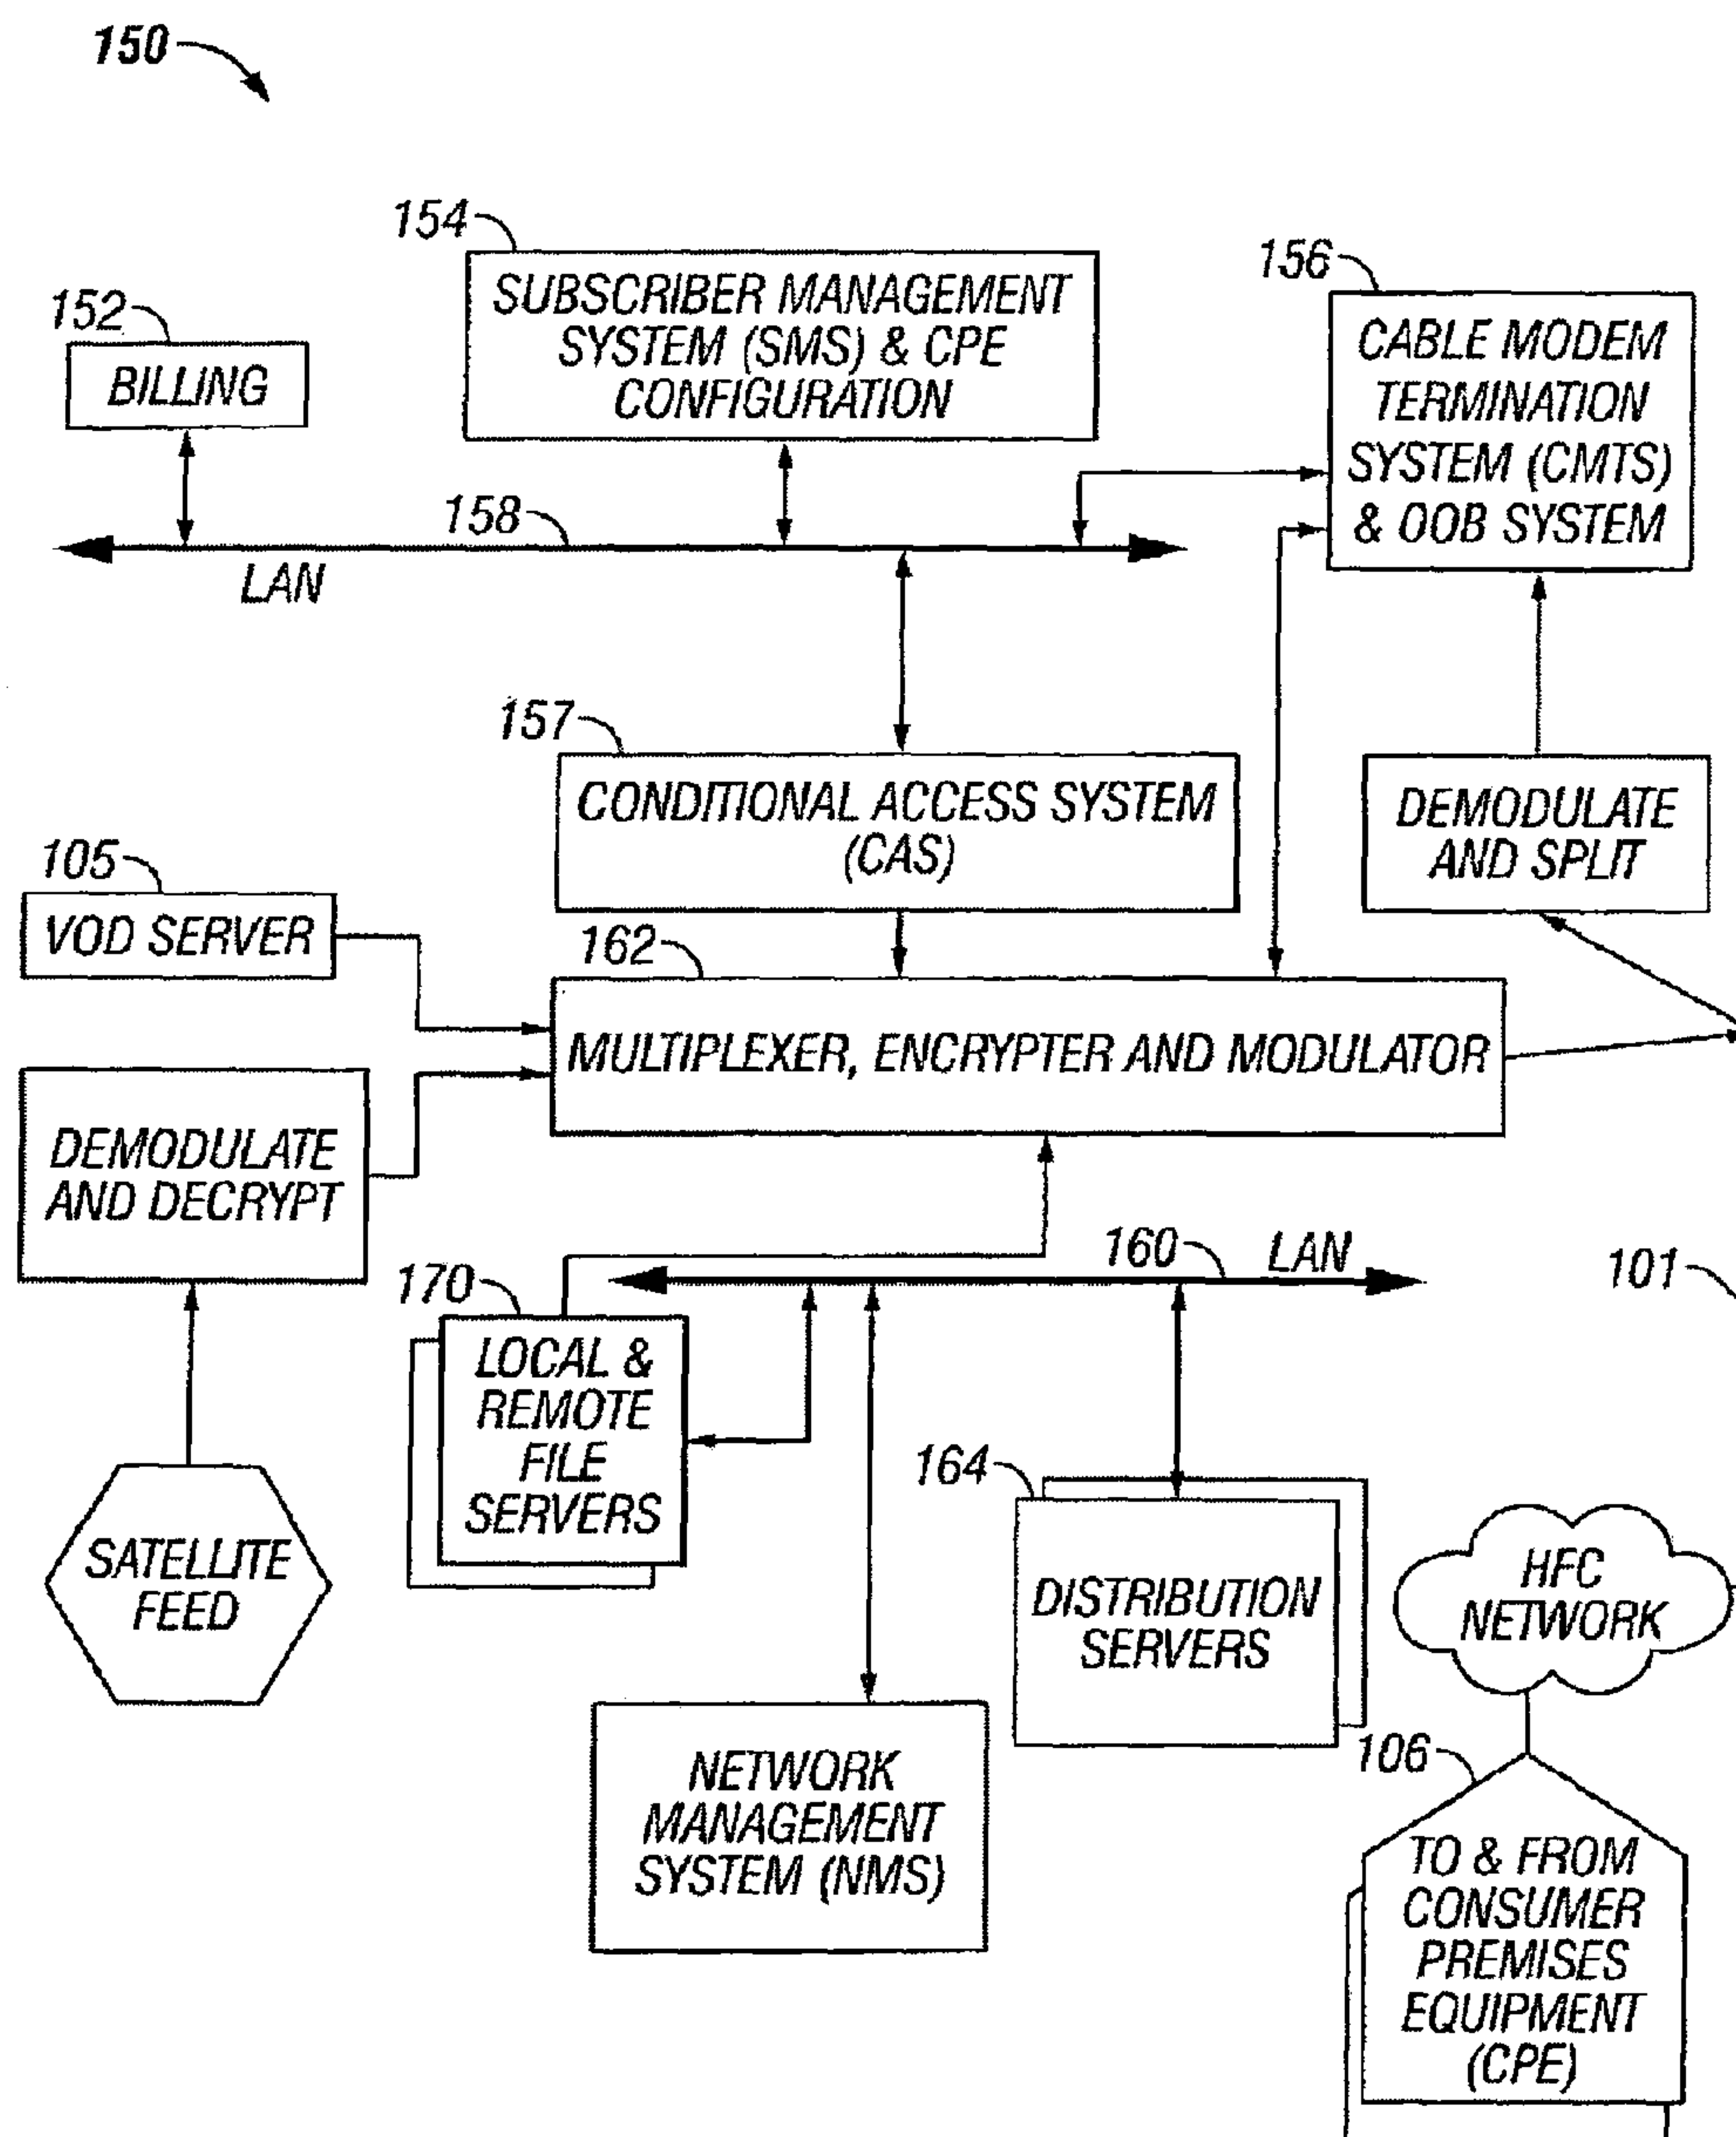 150
154
SUBSCRIBER MANAGEMENT
SYSTEM (SMS) & CPE
CONFIGURATION
156
CABLE MODEM
TERMINATION
SYSTEM (CMTS)
& OOB SYSTEM
152
BILLING
158
LAN
157
CONDITIONAL ACCESS SYSTEM
(CAS)
DEMODULATE
AND SPLIT
105
VOD SERVER
162
MULTIPLEXER, ENCRYPTER AND MODULATOR
DEMODULATE
AND DECRYPT
160
LAN
101
170
LOCAL &
REMOTE
FILE
SERVERS
164
DISTRIBUTION
SERVERS
SATELLITE
FEED
HFC
NETWORK
NETWORK
MANAGEMENT
SYSTEM (NMS)
106
TO & FROM
CONSUMER
PREMISES
EQUIPMENT
(CPE)